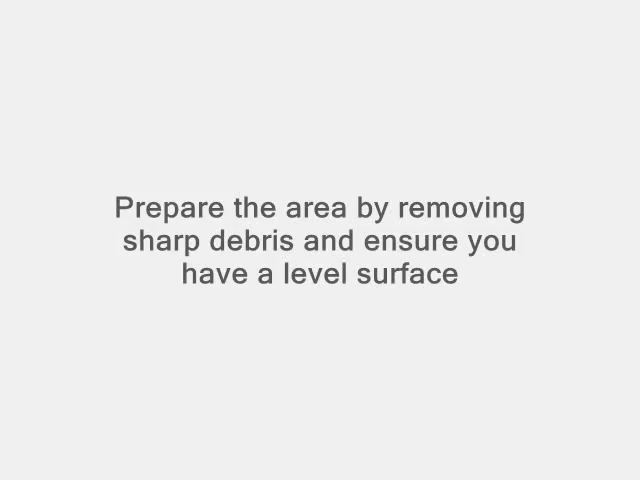 Prepare the area by removing
sharp debris and ensure you
have a level surface